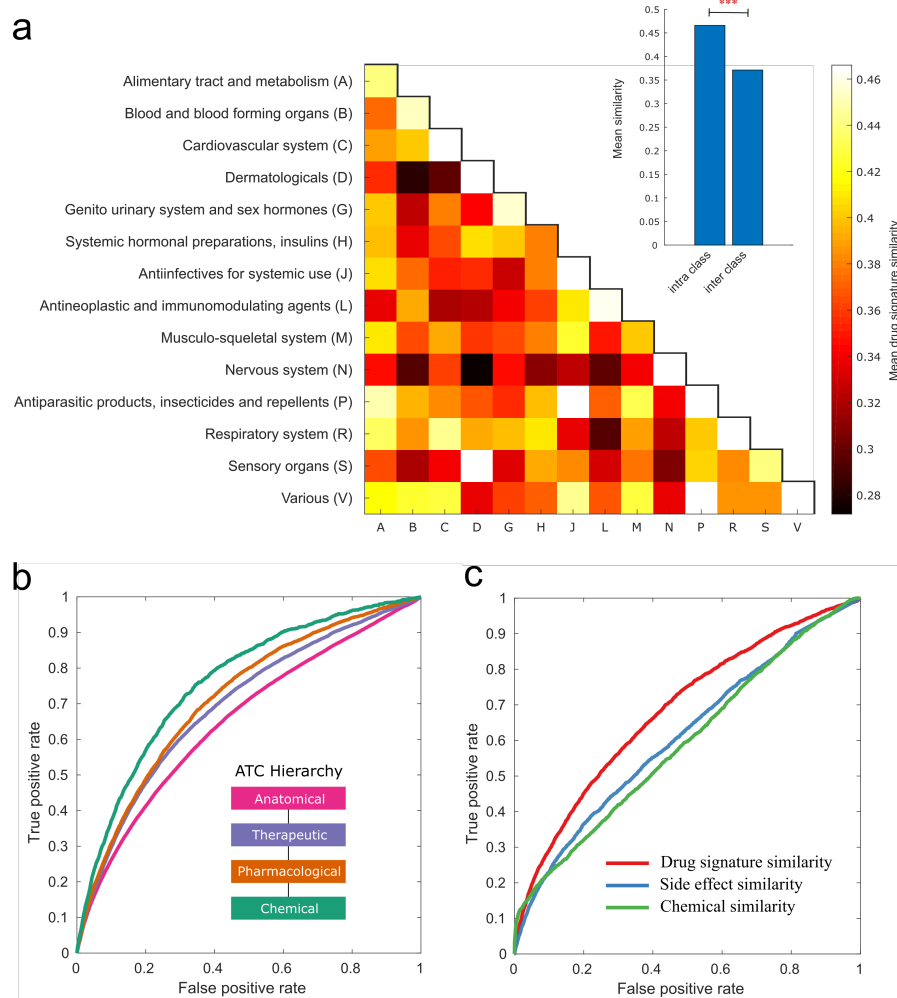 a
Alimentary tract and metabolism (A)
Blood and blood forming organs (B)
Cardiovascular system (C)
Dermatologicals (D)
Genito urinary system and sex hormones (G)
Systemic hormonal preparations, insulins (H)
Antiinfectives for systemic use (J)
Antineoplastic and immunomodulating agents (L)
Musculo-squeletal system (M)
Nervous system (N)
Antiparasitic products, insecticides and repellents (P)
Respiratory system (R)
Sensory organs (S)
Various (V)
A B C D G H J L M N P R S V
***
0.5
0.45
0.4
0.35
0.3
0.25
0.2
0.15
0.1
0.05
0
Mean similarity
intra class
inter class
0.46
0.44
0.42
0.4
0.38
0.36
0.34
0.32
0.3
0.28
Mean drug signature similarity
b
1
0.9
0.8
0.7
0.6
0.5
0.4
0.3
0.2
0.1
0
True positive rate
ATC Hierarchy
Anatomical
Therapeutic
Pharmacological
Chemical
0 0.2 0.4 0.6 0.8 1
False positive rate
c
1
0.9
0.8
0.7
0.6
0.5
0.4
0.3
0.2
0.1
0
True positive rate
Drug signature similarity
Side effect similarity
Chemical similarity
0 0.2 0.4 0.6 0.8 1
False positive rate